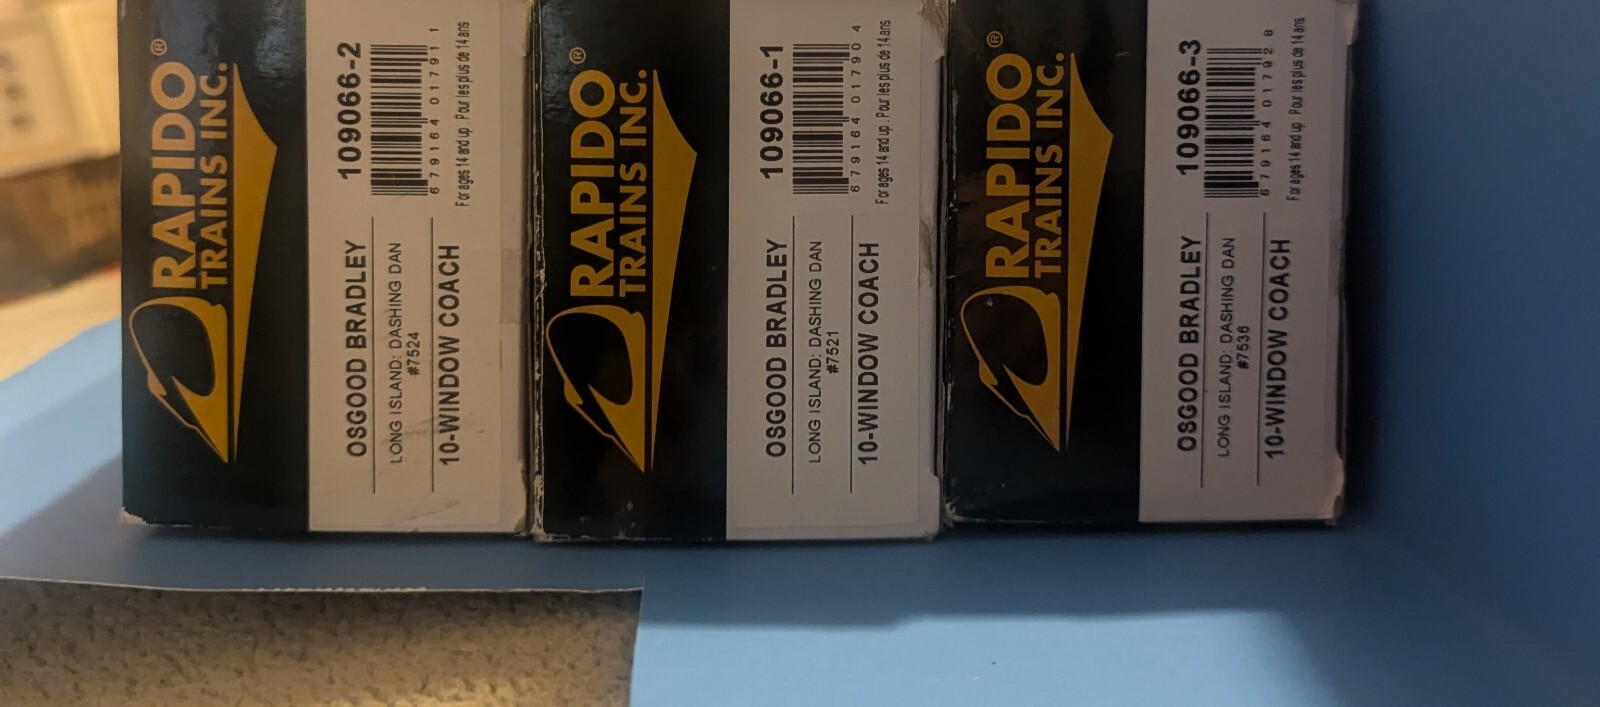 RAPIDO®
TRAINS INC.
109066-2
6 79164 01791 1
For ages 14 and up . Pour les plus de 14 ans
OSGOOD BRADLEY
LONG ISLAND: DASHING DAN
#7524
10-WINDOW COACH
RAPIDO®
TRAINS INC.
109066-1
6 79164 01790 4
For ages 14 and up . Pour les plus de 14 ans
OSGOOD BRADLEY
LONG ISLAND: DASHING DAN
#7521
10-WINDOW COACH
RAPIDO®
TRAINS INC.
109066-3
6 79164 01792 8
For ages 14 and up . Pour les plus de 14 ans
OSGOOD BRADLEY
LONG ISLAND: DASHING DAN
#7536
10-WINDOW COACH